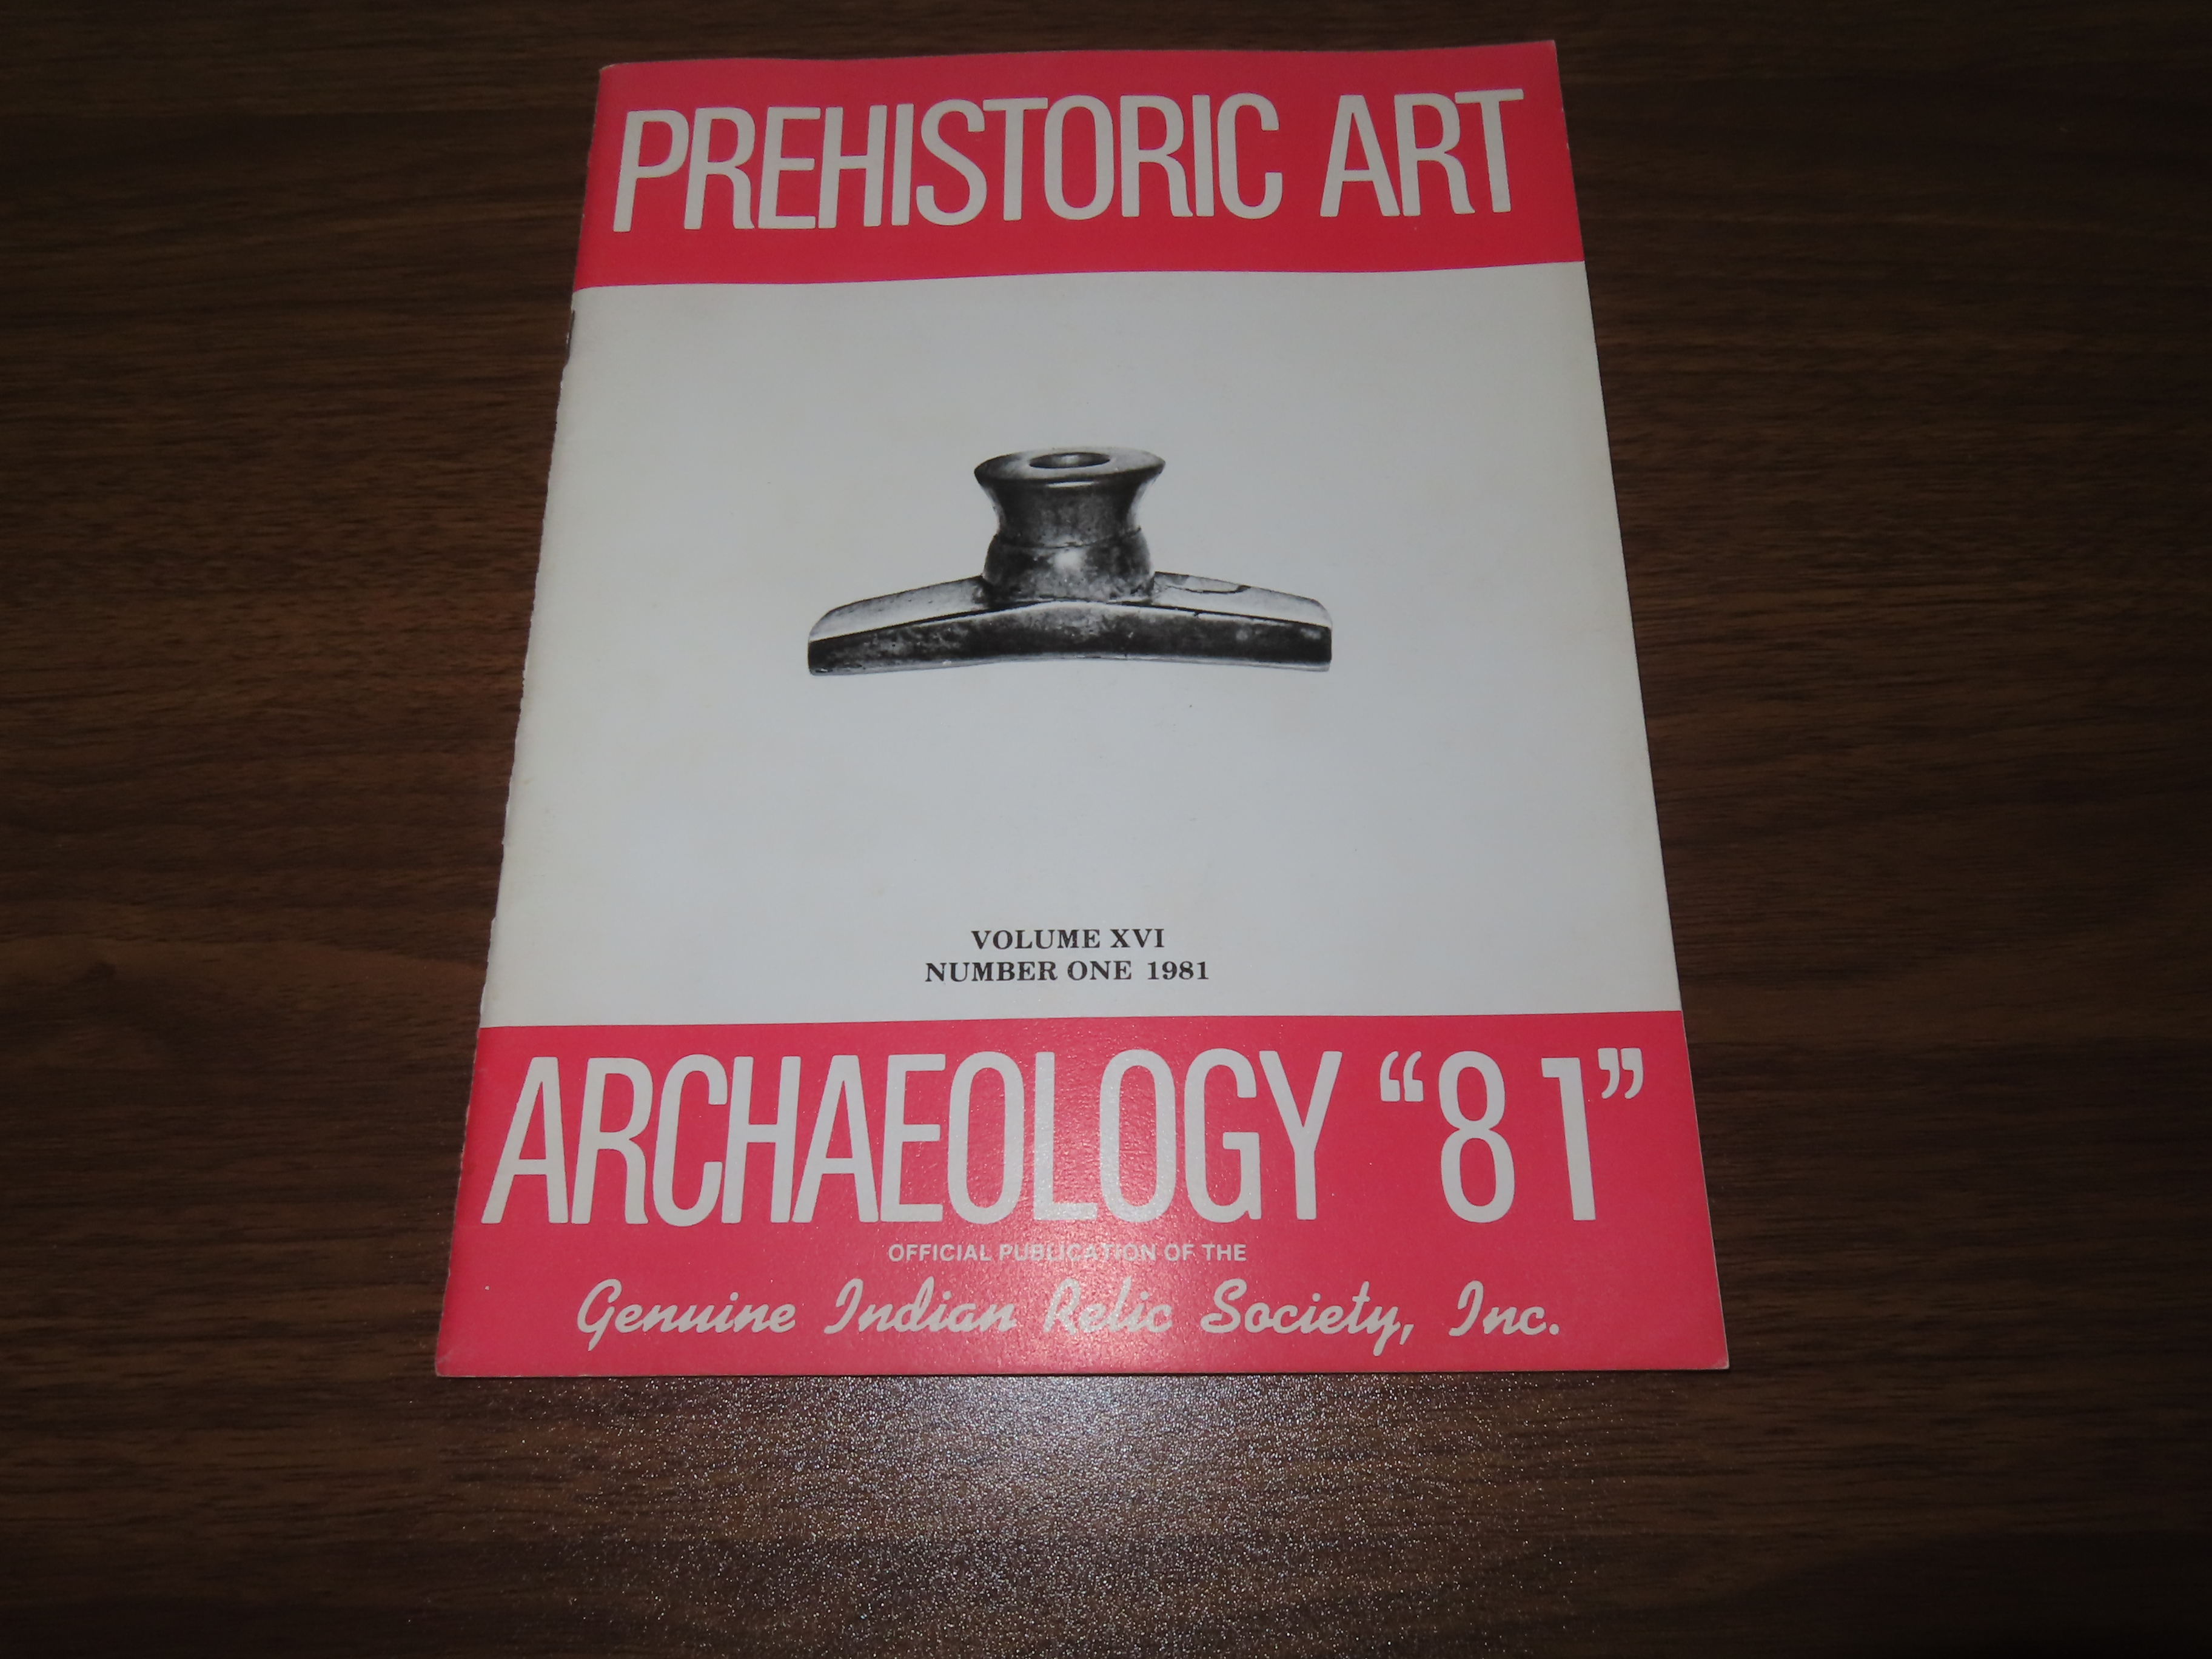 PREHISTORIC ART
VOLUME XVI
NUMBER ONE 1981
ARCHAEOLOGY “81”
OFFICIAL PUBLICATION OF THE
Genuine Indian Relic Society, Inc.